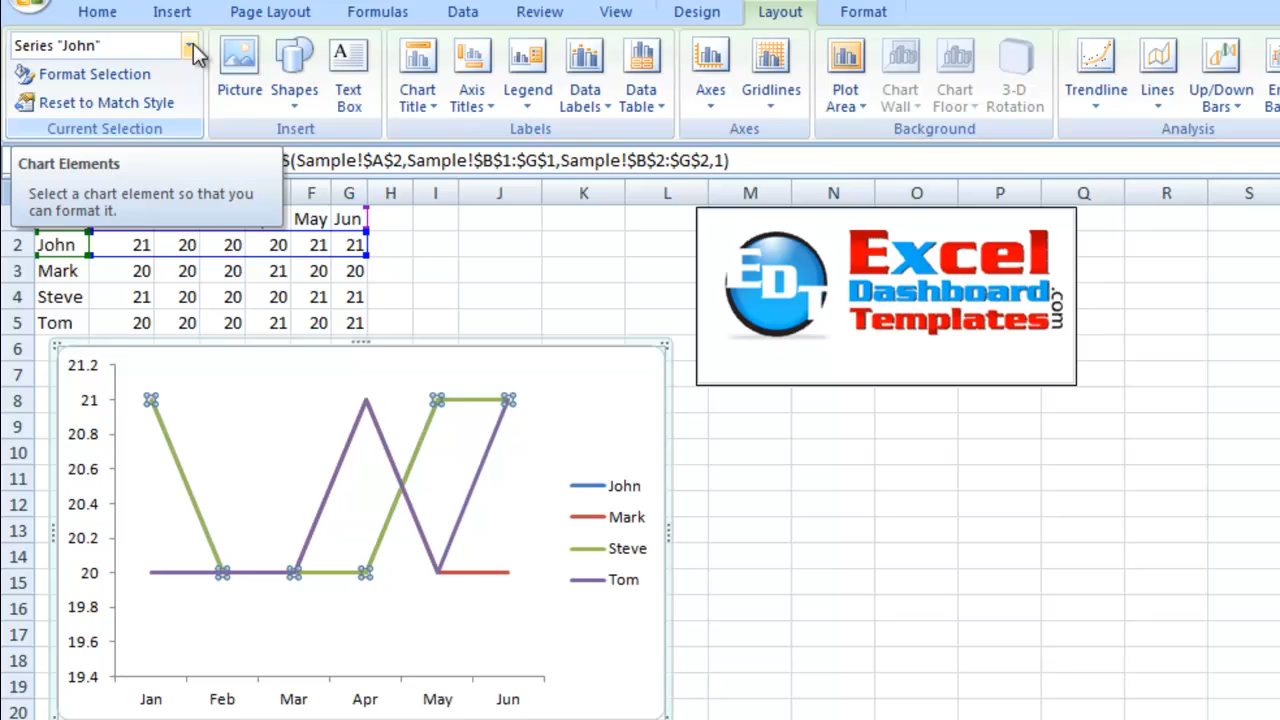 Home Insert Page Layout Formulas Data Review View Design Layout Format
Series "John"
Format Selection
Reset to Match Style
Current Selection
Picture Shapes Text Box
Insert
Chart Title Axis Titles Legend Data Labels Data Table
Labels
Axes Gridlines
Axes
Plot Area Chart Wall Chart Floor 3-D Rotation
Background
Trendline Lines Up/Down Bars
Analysis
Chart Elements
Select a chart element so that you
can format it.
(Sample!$A$2,Sample!$B$1:$G$1,Sample!$B$2:$G$2,1)
F G H I J K L M N O P Q R S
May Jun
2 John 21 20 20 20 21 21
3 Mark 20 20 20 21 20 20
4 Steve 21 20 20 20 21 21
5 Tom 20 20 20 21 20 21
6
7
8
9
10
11
12
13
14
15
16
17
18
19
20
EDT
Excel
Dashboard
Templates
.com
21.2
21
20.8
20.6
20.4
20.2
20
19.8
19.6
19.4
Jan Feb Mar Apr May Jun
John
Mark
Steve
Tom